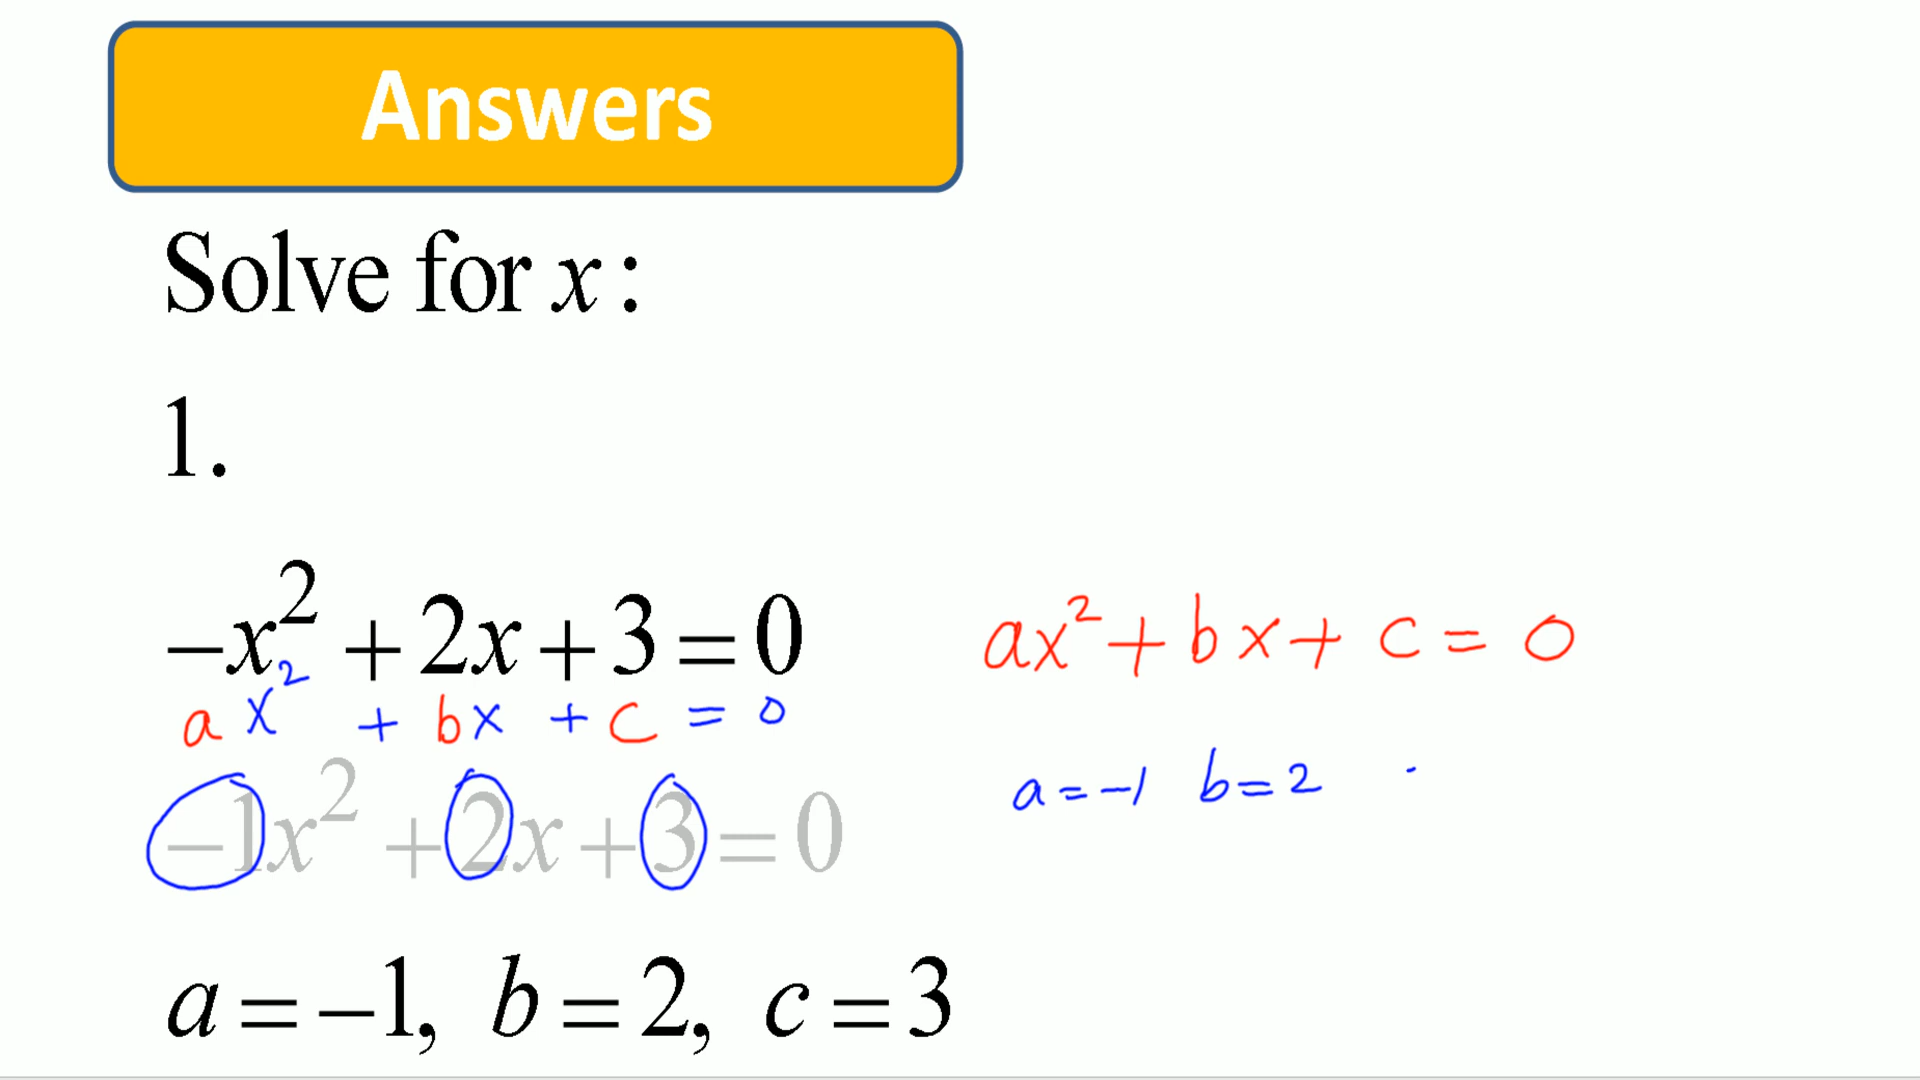 Answers
Solve for x:
1.
−x² + 2x + 3 = 0
ax² + bx + c = 0
ax² + bx + c = 0
a = −1 b = 2
−1x² + 2x + 3 = 0
a = −1, b = 2, c = 3